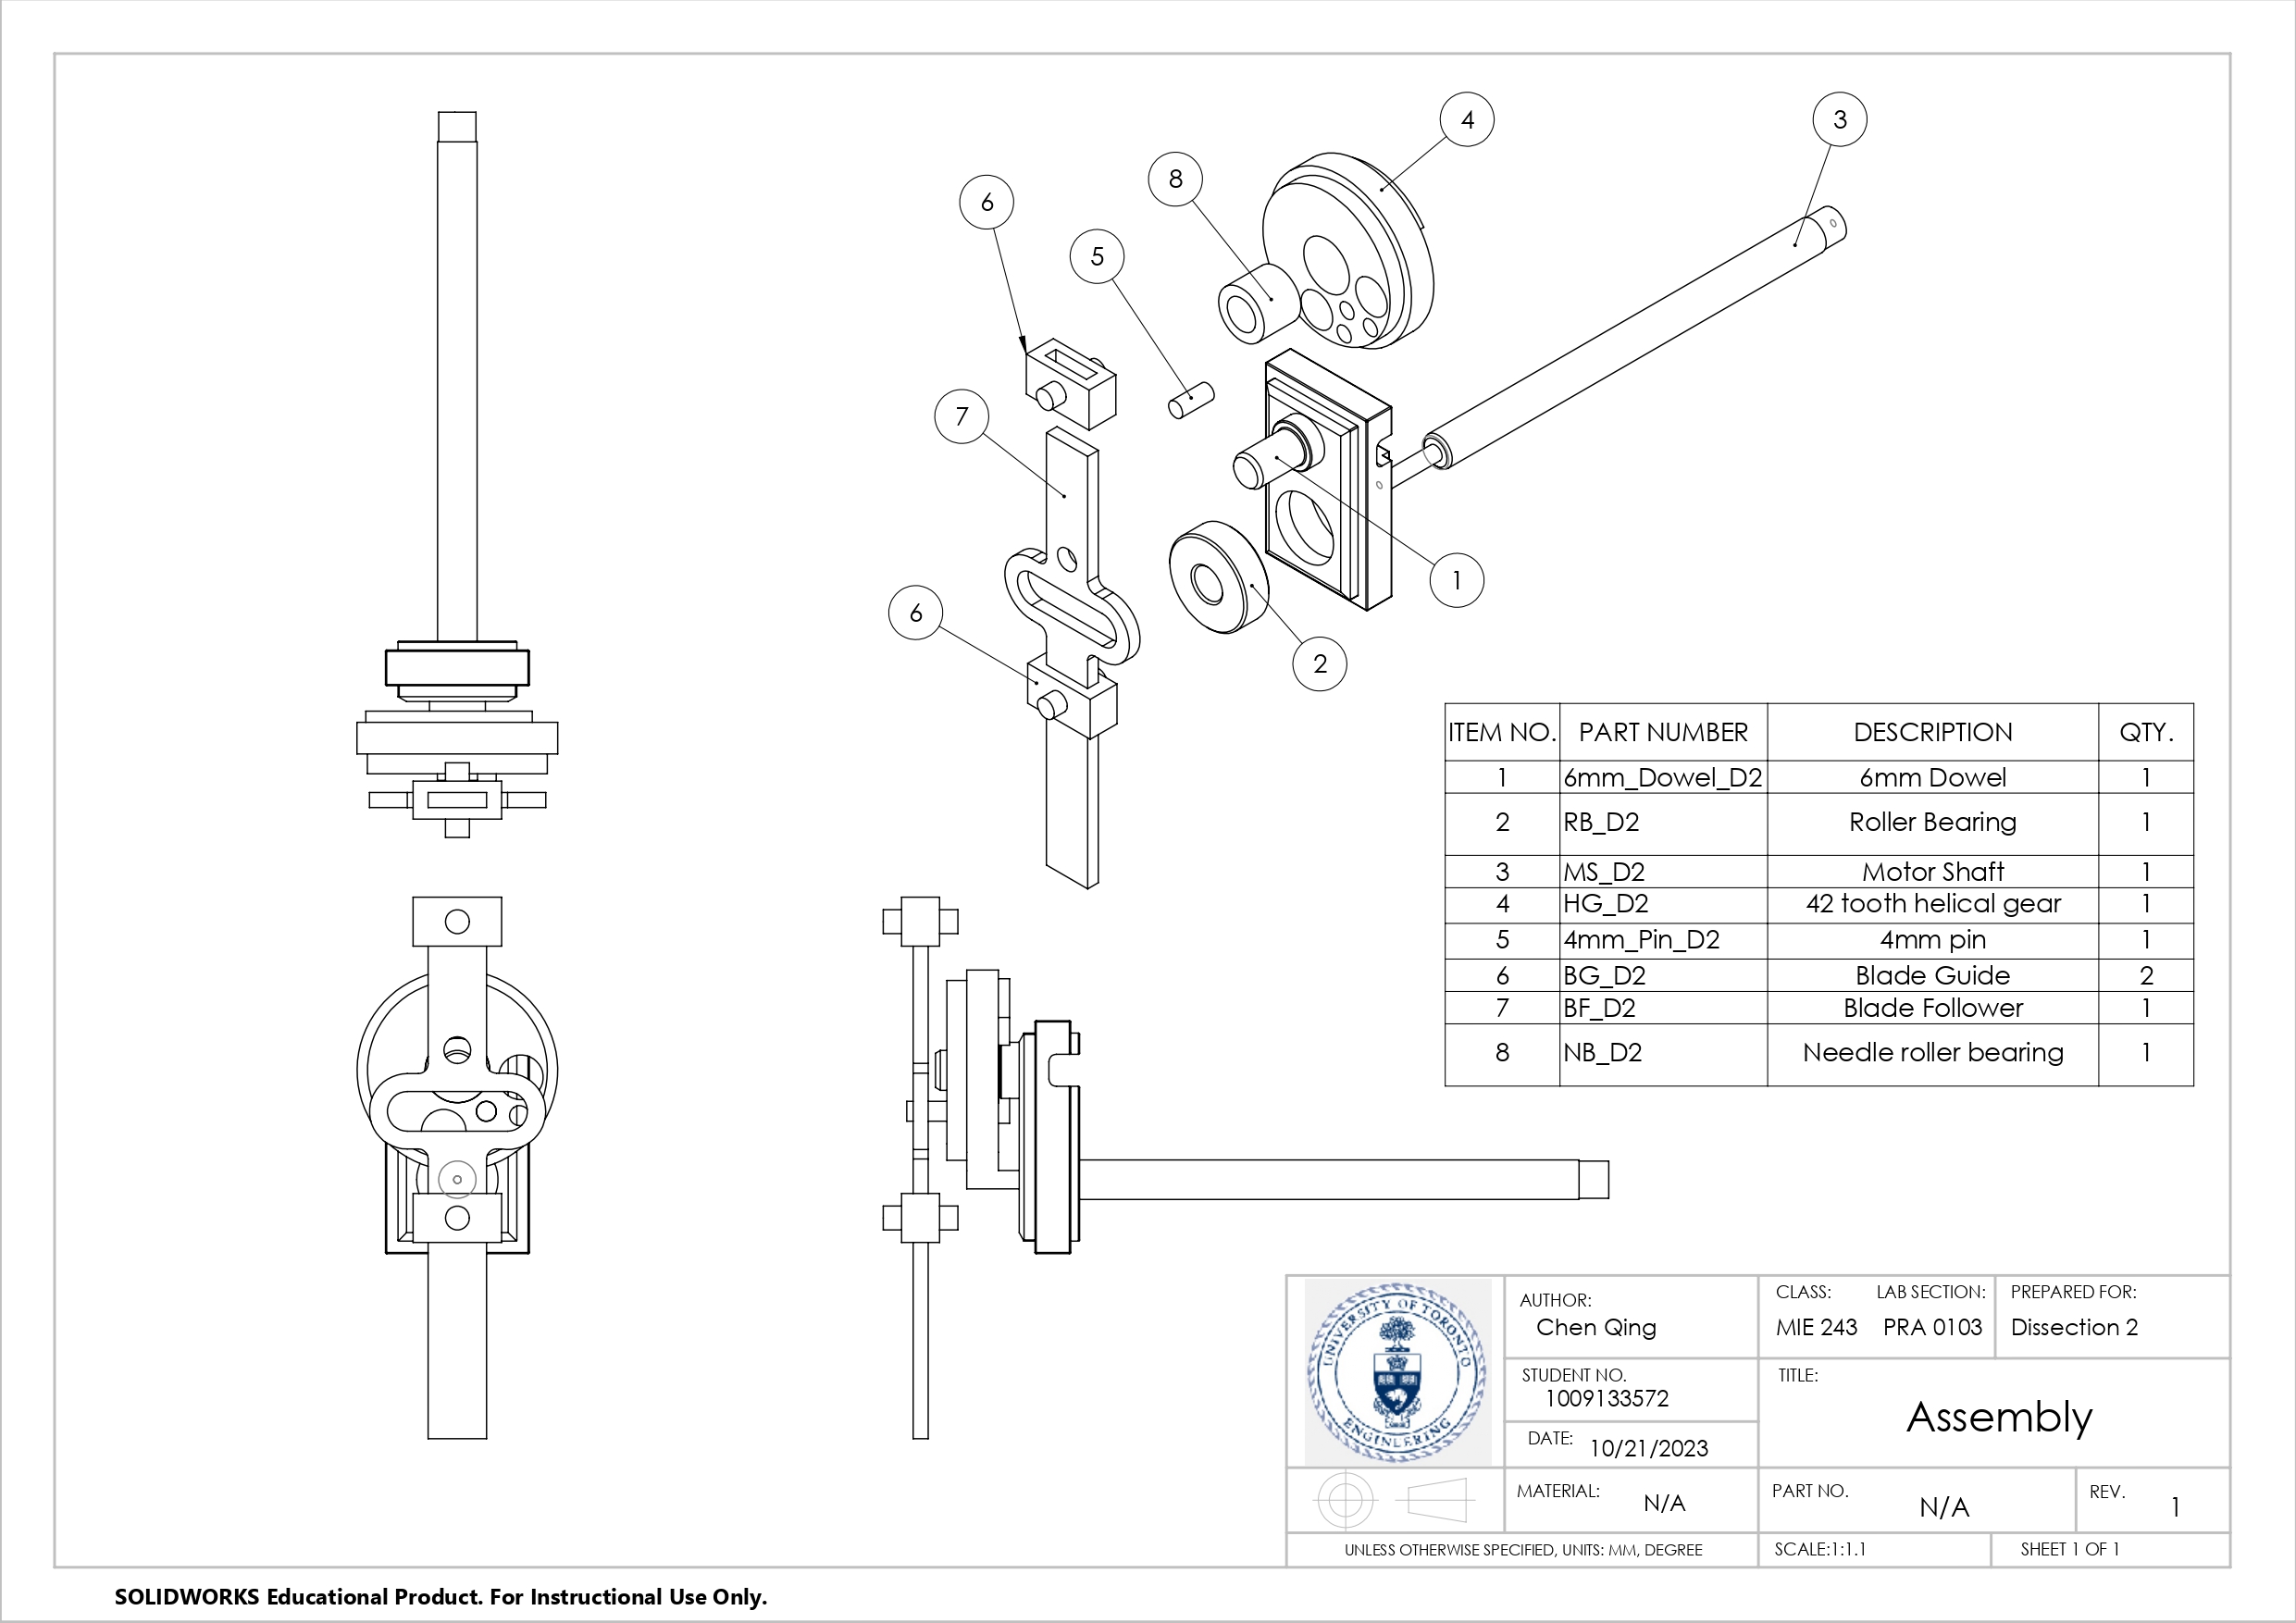 4
3
8
6
5
7
1
6
2
ITEM NO. PART NUMBER DESCRIPTION QTY.
1 6mm_Dowel_D2 6mm Dowel 1
2 RB_D2 Roller Bearing 1
3 MS_D2 Motor Shaft 1
4 HG_D2 42 tooth helical gear 1
5 4mm_Pin_D2 4mm pin 1
6 BG_D2 Blade Guide 2
7 BF_D2 Blade Follower 1
8 NB_D2 Needle roller bearing 1
UNIVERSITY OF TORONTO
ENGINEERING
AUTHOR:
Chen Qing
CLASS: LAB SECTION:
MIE 243 PRA 0103
PREPARED FOR:
Dissection 2
STUDENT NO.
1009133572
DATE: 10/21/2023
TITLE:
Assembly
MATERIAL: N/A
PART NO. N/A
REV. 1
UNLESS OTHERWISE SPECIFIED, UNITS: MM, DEGREE
SCALE:1:1.1
SHEET 1 OF 1
SOLIDWORKS Educational Product. For Instructional Use Only.